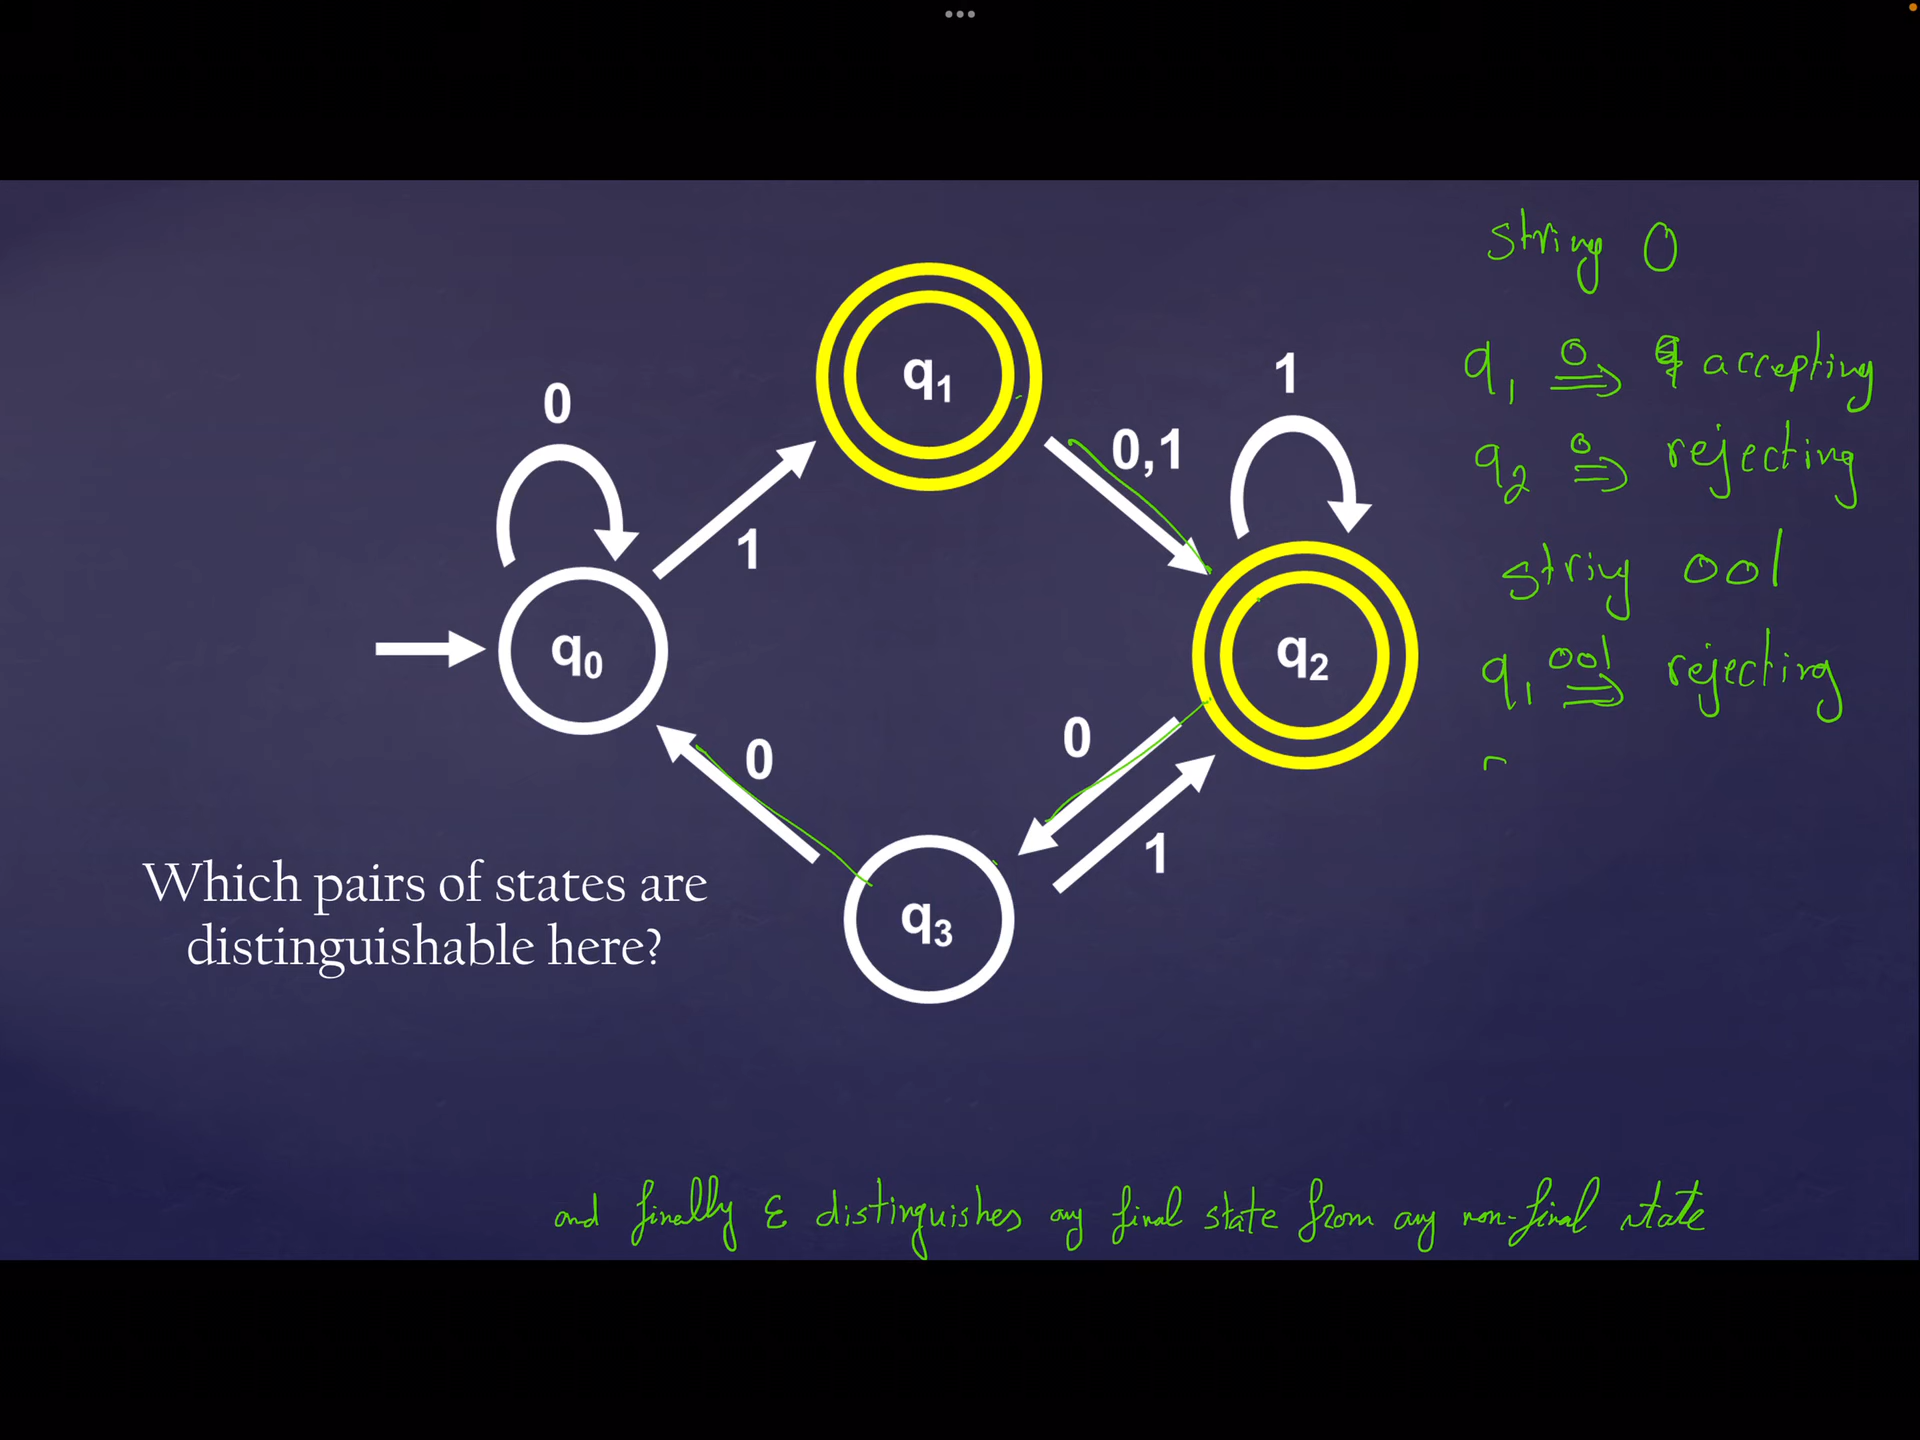 string 0
q₁
0
q₁ 0⇒ accepting
1
0,1
q₂ 0⇒ rejecting
1
string 001
q₀
q₂
q₁ 001⇒ rejecting
0
0
1
Which pairs of states are
distinguishable here?
q₃
and finally ε distinguishes any final state from any non-final state